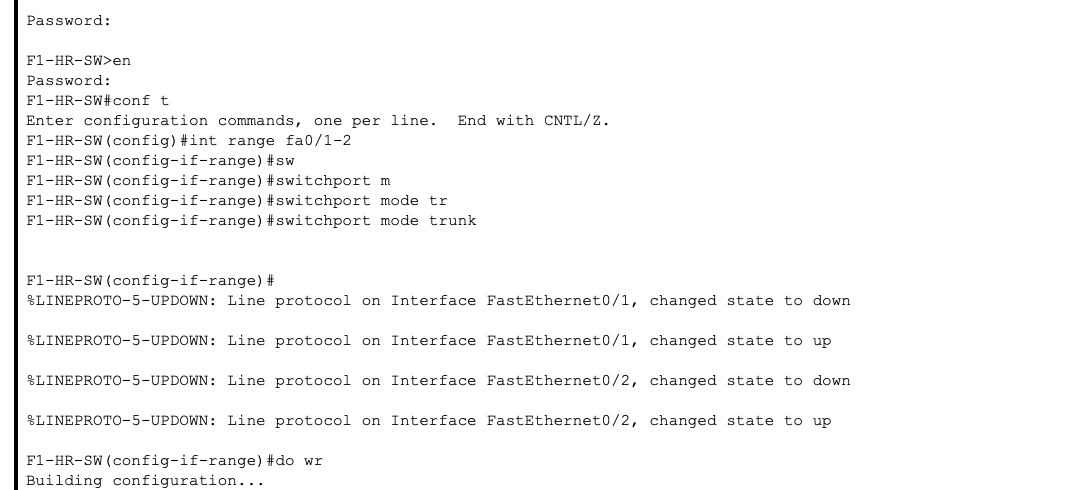 Password:
F1-HR-SW>en
Password:
F1-HR-SW#conf t
Enter configuration commands, one per line.  End with CNTL/Z.
F1-HR-SW(config)#int range fa0/1-2
F1-HR-SW(config-if-range)#sw
F1-HR-SW(config-if-range)#switchport m
F1-HR-SW(config-if-range)#switchport mode tr
F1-HR-SW(config-if-range)#switchport mode trunk
F1-HR-SW(config-if-range)#
%LINEPROTO-5-UPDOWN: Line protocol on Interface FastEthernet0/1, changed state to down
%LINEPROTO-5-UPDOWN: Line protocol on Interface FastEthernet0/1, changed state to up
%LINEPROTO-5-UPDOWN: Line protocol on Interface FastEthernet0/2, changed state to down
%LINEPROTO-5-UPDOWN: Line protocol on Interface FastEthernet0/2, changed state to up
F1-HR-SW(config-if-range)#do wr
Building configuration...